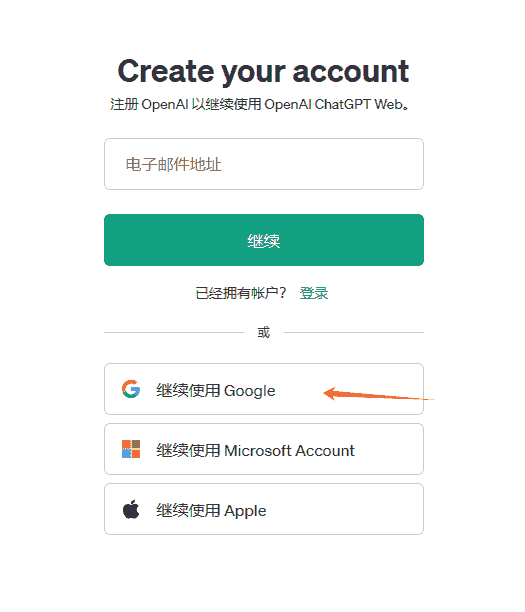 Create your account
注册 OpenAI 以继续使用 OpenAI ChatGPT Web。
电子邮件地址
继续
已经拥有帐户？ 登录
或
继续使用 Google
继续使用 Microsoft Account
继续使用 Apple